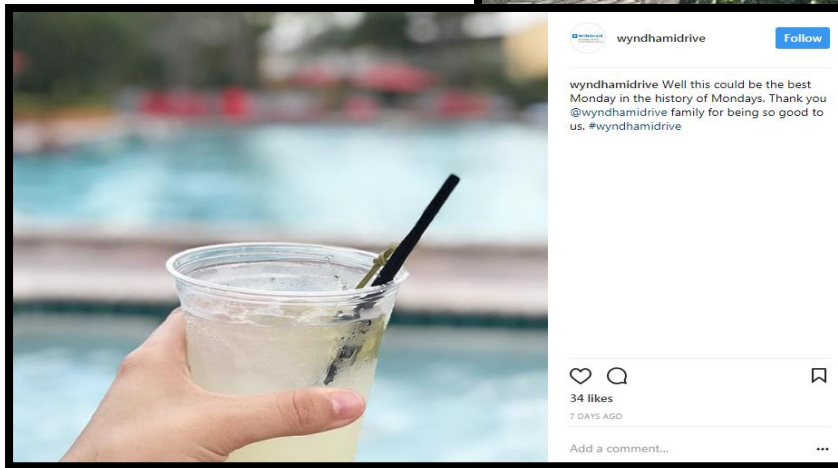 WYNDHAM
wyndhamidrive
Follow
wyndhamidrive Well this could be the best
Monday in the history of Mondays. Thank you
@wyndhamidrive family for being so good to
us. #wyndhamidrive
34 likes
7 DAYS AGO
Add a comment...